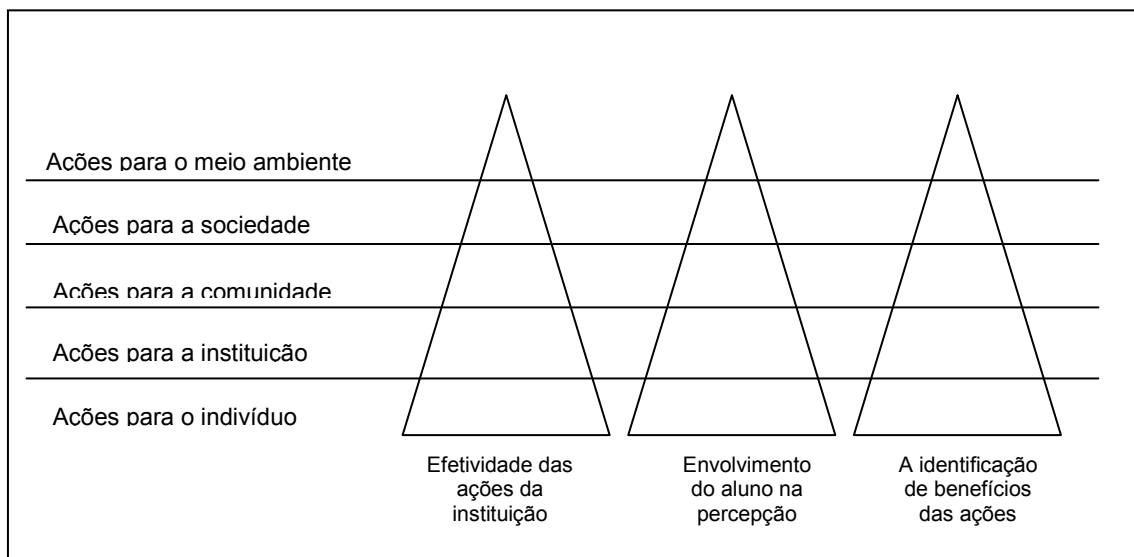 Ações para o meio ambiente
Ações para a sociedade
Ações para a comunidade
Ações para a instituição
Ações para o indivíduo
Efetividade das
ações da
instituição
Envolvimento
do aluno na
percepção
A identificação
de benefícios
das ações